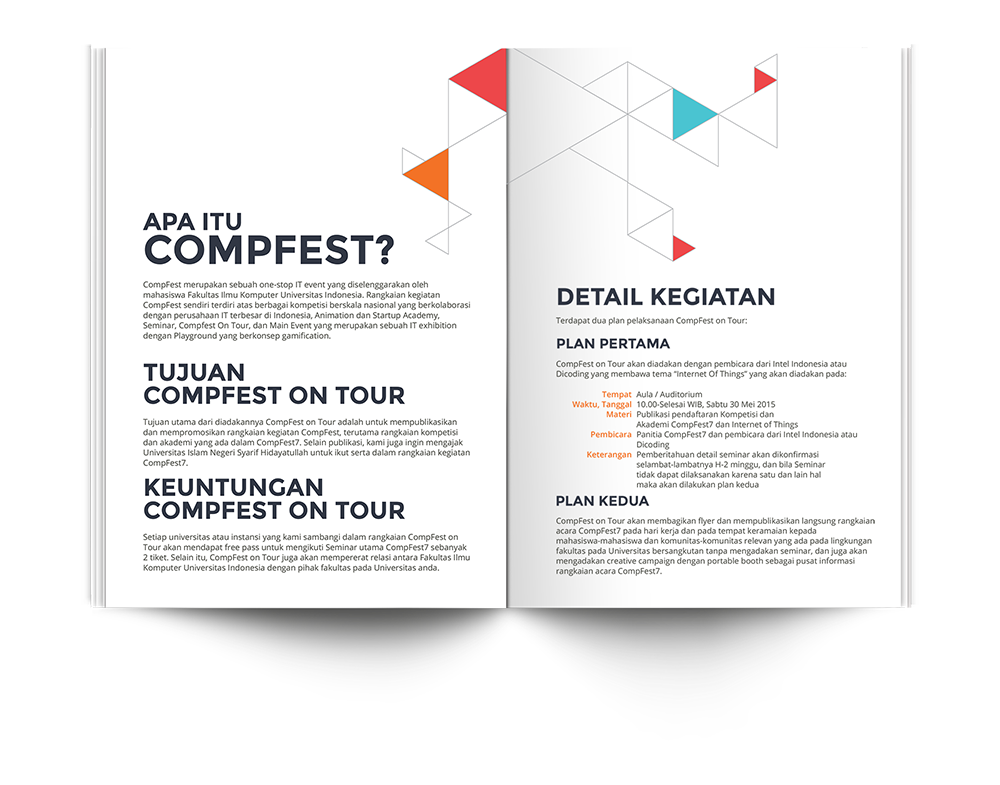 APA ITU
COMPFEST?
CompFest merupakan sebuah one-stop IT event yang diselenggarakan oleh
mahasiswa Fakultas Ilmu Komputer Universitas Indonesia. Rangkaian kegiatan
CompFest sendiri terdiri atas berbagai kompetisi berskala nasional yang berkolaborasi
dengan perusahaan IT terbesar di Indonesia, Animation dan Startup Academy,
Seminar, Compfest On Tour, dan Main Event yang merupakan sebuah IT exhibition
dengan Playground yang berkonsep gamification.
TUJUAN
COMPFEST ON TOUR
Tujuan utama dari diadakannya CompFest on Tour adalah untuk mempublikasikan
dan mempromosikan rangkaian kegiatan CompFest, terutama rangkaian kompetisi
dan akademi yang ada dalam CompFest7. Selain publikasi, kami juga ingin mengajak
Universitas Islam Negeri Syarif Hidayatullah untuk ikut serta dalam rangkaian kegiatan
CompFest7.
KEUNTUNGAN
COMPFEST ON TOUR
Setiap universitas atau instansi yang kami sambangi dalam rangkaian CompFest on
Tour akan mendapat free pass untuk mengikuti Seminar utama CompFest7 sebanyak
2 tiket. Selain itu, CompFest on Tour juga akan mempererat relasi antara Fakultas Ilmu
Komputer Universitas Indonesia dengan pihak fakultas pada Universitas anda.
DETAIL KEGIATAN
Terdapat dua plan pelaksanaan CompFest on Tour:
PLAN PERTAMA
CompFest on Tour akan diadakan dengan pembicara dari Intel Indonesia atau
Dicoding yang membawa tema “Internet Of Things” yang akan diadakan pada:
Tempat Aula / Auditorium
Waktu, Tanggal 10.00-Selesai WIB, Sabtu 30 Mei 2015
Materi Publikasi pendaftaran Kompetisi dan
Akademi CompFest7 dan Internet of Things
Pembicara Panitia CompFest7 dan pembicara dari Intel Indonesia atau
Dicoding
Keterangan Pemberitahuan detail seminar akan dikonfirmasi
selambat-lambatnya H-2 minggu, dan bila Seminar
tidak dapat dilaksanakan karena satu dan lain hal
maka akan dilakukan plan kedua
PLAN KEDUA
CompFest on Tour akan membagikan flyer dan mempublikasikan langsung rangkaian
acara CompFest7 pada hari kerja dan pada tempat keramaian kepada
mahasiswa-mahasiswa dan komunitas-komunitas relevan yang ada pada lingkungan
fakultas pada Universitas bersangkutan tanpa mengadakan seminar, dan juga akan
mengadakan creative campaign dengan portable booth sebagai pusat informasi
rangkaian acara CompFest7.